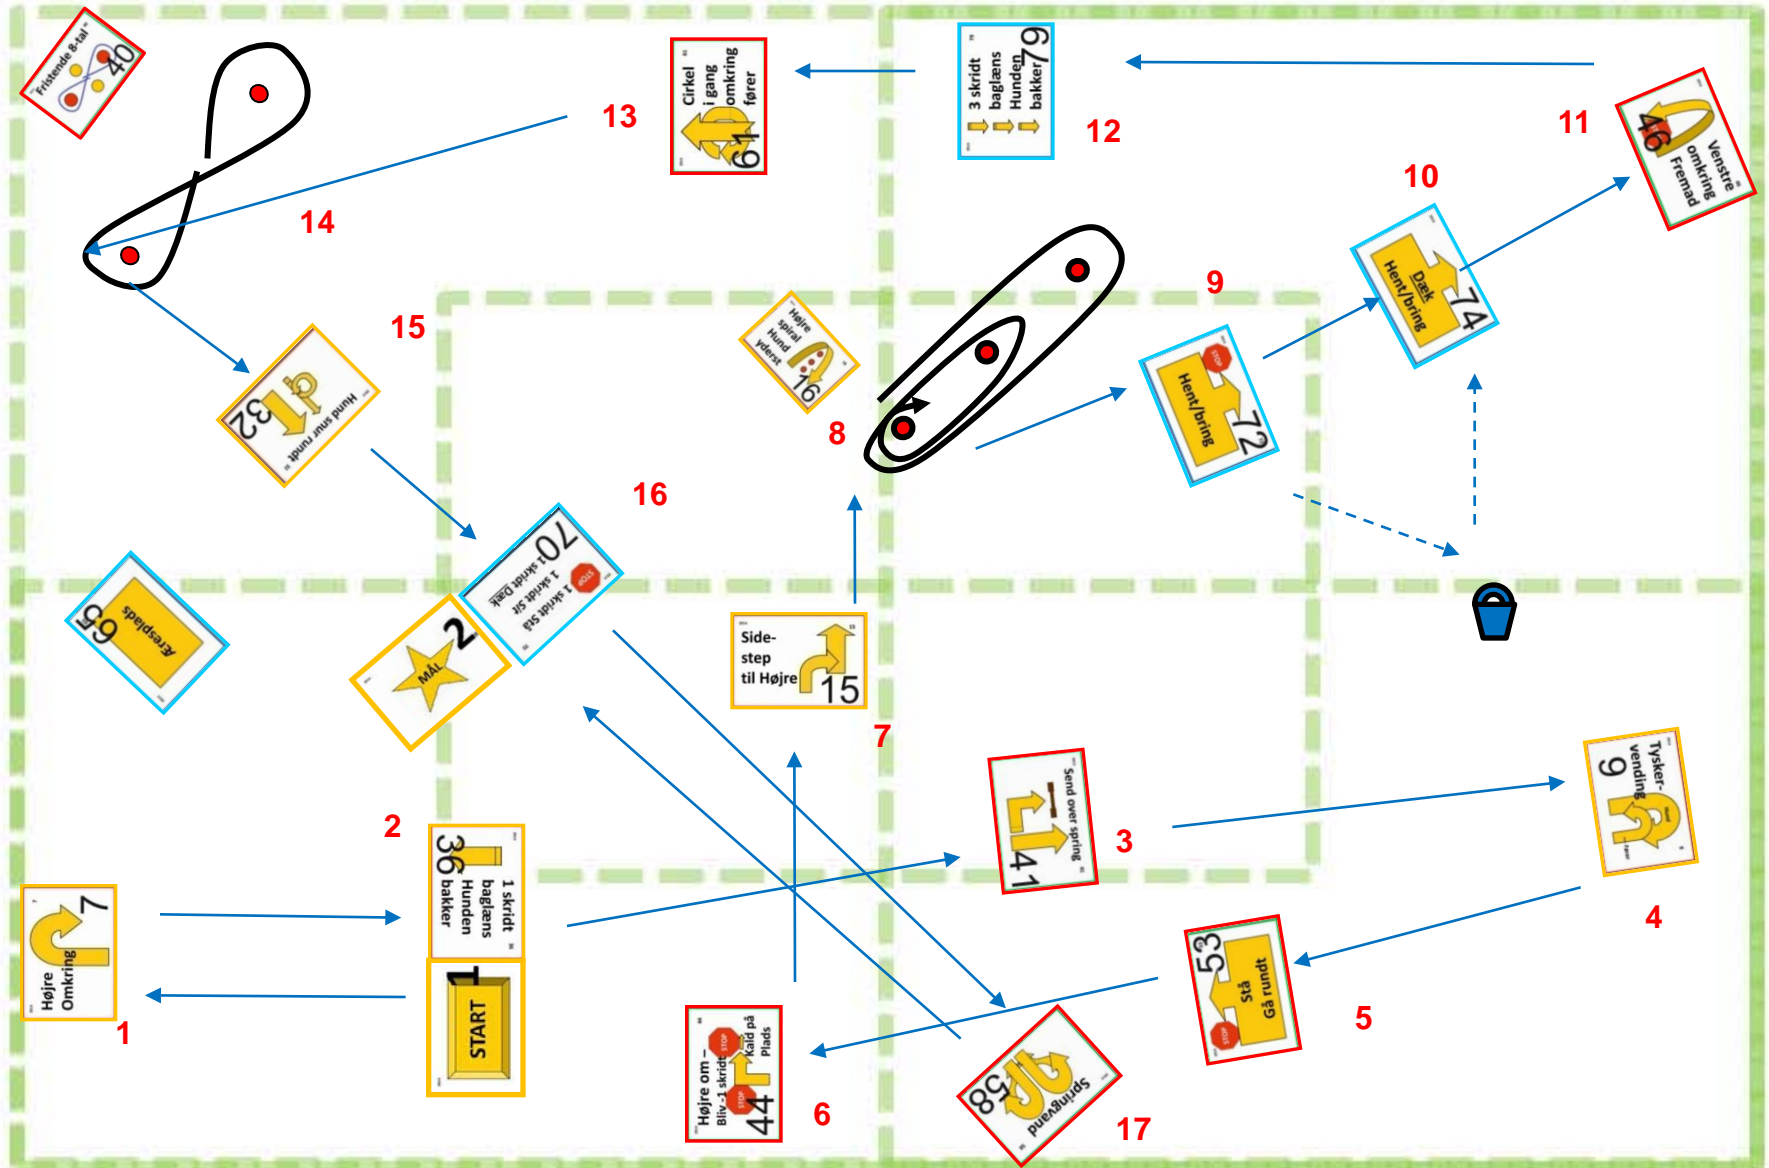 Fristende 8-tal
40
Cirkel
i gang
omkring
fører
61
13
3 skridt
baglæns
Hunden
bakker
79
12
11
46
Venstre
omkring
Fremad
10
Dæk
Hent/bring
74
14
9
STOP
Hent/bring
72
Højre
spiral
Hund
yderst
16
8
15
Hund snur rundt
32
16
70
1 skridt Stå
1 skridt Sit
1 skridt Dæk
STOP
65
Æresplads
MÅL
2
Side-
step
til Højre
15
7
2
36
1 skridt
baglæns
Hunden
bakker
Send over spring
41
3
Tysker-
vending
9
4
7
Højre
Omkring
1
1
START
53
Stå
Gå rundt
STOP
5
Højre om –
Bliv -1 skridt
Kald på
Plads
STOP
STOP
44
6
Springvand
58
17